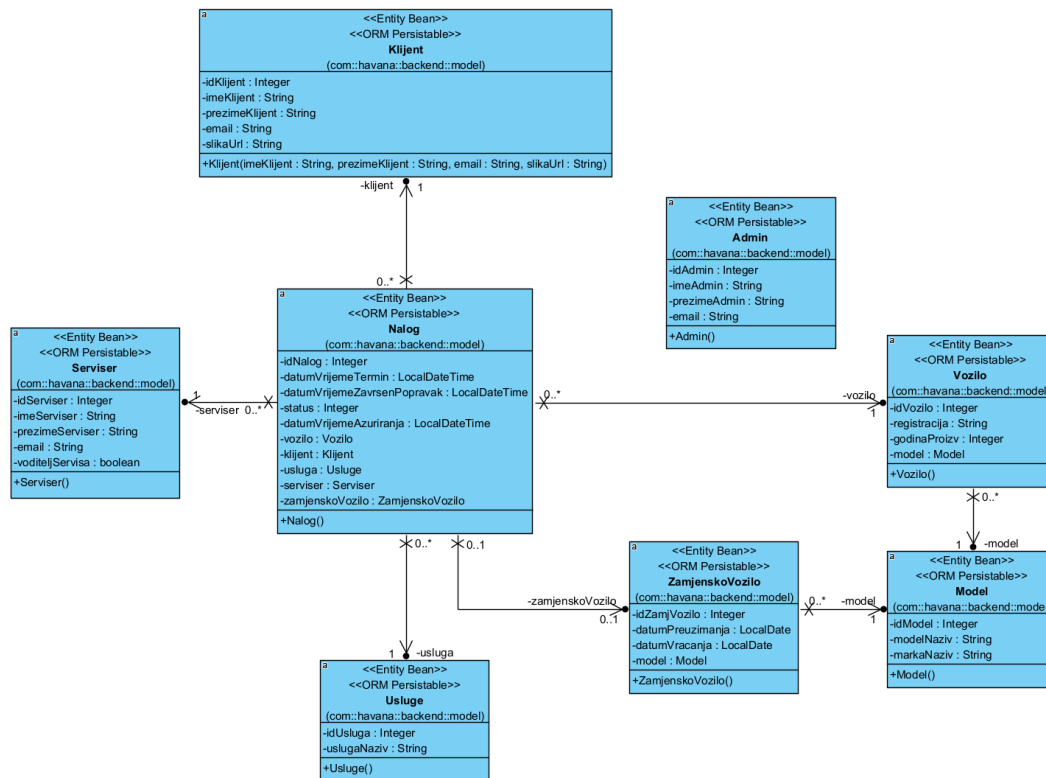 a
<<Entity Bean>>
<<ORM Persistable>>
Klijent
(com::havana::backend::model)
-idKlijent : Integer
-imeKlijent : String
-prezimeKlijent : String
-email : String
-slikaUrl : String
+Klijent(imeKlijent : String, prezimeKlijent : String, email : String, slikaUrl : String)
-klijent 1
0..*
a
<<Entity Bean>>
<<ORM Persistable>>
Admin
(com::havana::backend::model)
-idAdmin : Integer
-imeAdmin : String
-prezimeAdmin : String
-email : String
+Admin()
a
<<Entity Bean>>
<<ORM Persistable>>
Nalog
(com::havana::backend::model)
-idNalog : Integer
-datumVrijemeTermin : LocalDateTime
-datumVrijemeZavrsenPopravak : LocalDateTime
-status : Integer
-datumVrijemeAzuriranja : LocalDateTime
-vozilo : Vozilo
-klijent : Klijent
-usluga : Usluge
-serviser : Serviser
-zamjenskoVozilo : ZamjenskoVozilo
+Nalog()
a
<<Entity Bean>>
<<ORM Persistable>>
Serviser
(com::havana::backend::model)
-idServiser : Integer
-imeServiser : String
-prezimeServiser : String
-email : String
-voditeljServisa : boolean
+Serviser()
1
-serviser 0..*
0..*
-vozilo
1
a
<<Entity Bean>>
<<ORM Persistable>>
Vozilo
(com::havana::backend::model)
-idVozilo : Integer
-registracija : String
-godinaProizv : Integer
-model : Model
+Vozilo()
0..*
1 -model
0..*
1 -usluga
0..1
-zamjenskoVozilo
0..1
a
<<Entity Bean>>
<<ORM Persistable>>
ZamjenskoVozilo
(com::havana::backend::model)
-idZamjVozilo : Integer
-datumPreuzimanja : LocalDate
-datumVracanja : LocalDate
-model : Model
+ZamjenskoVozilo()
0..*
-model
1
a
<<Entity Bean>>
<<ORM Persistable>>
Model
(com::havana::backend::model)
-idModel : Integer
-modelNaziv : String
-markaNaziv : String
+Model()
a
<<Entity Bean>>
<<ORM Persistable>>
Usluge
(com::havana::backend::model)
-idUsluga : Integer
-uslugaNaziv : String
+Usluge()